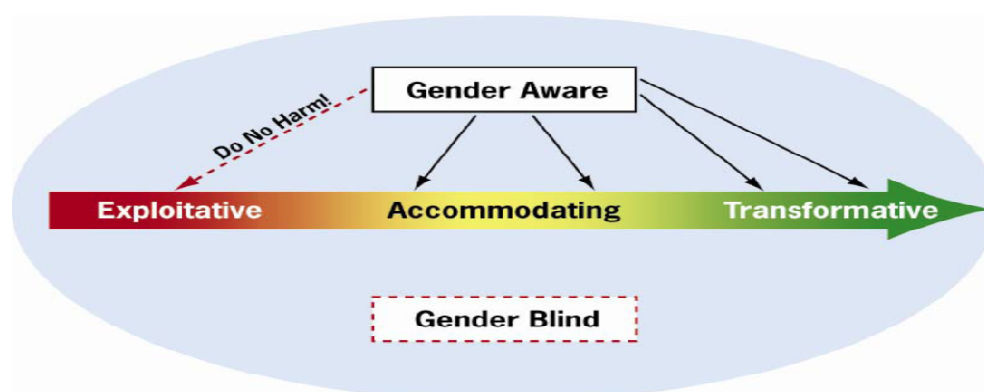 Gender Aware
Do No Harm!
Exploitative
Accommodating
Transformative
Gender Blind